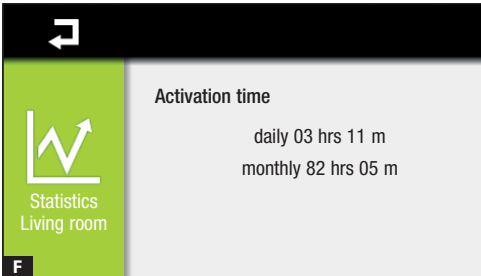 Activation time
daily 03 hrs 11 m
monthly 82 hrs 05 m
Statistics
Living room
F